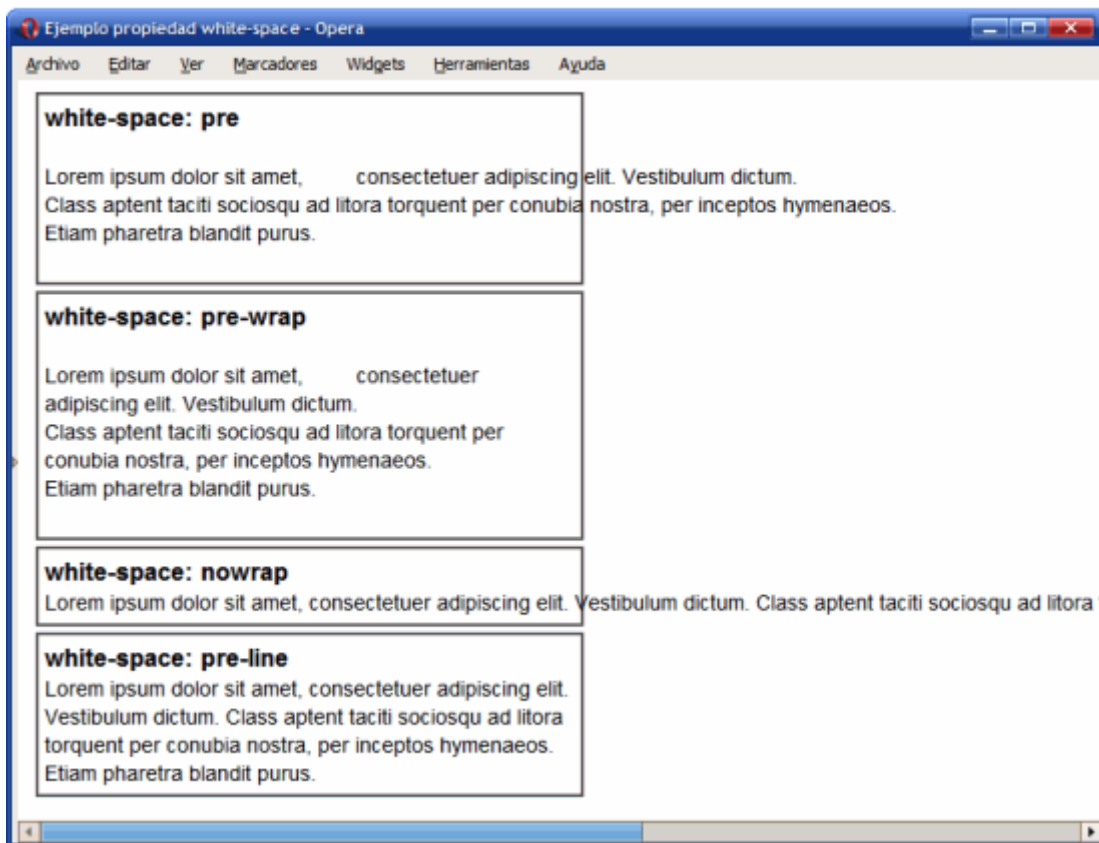 Ejemplo propiedad white-space - Opera
Archivo Editar Ver Marcadores Widgets Herramientas Ayuda
white-space: pre
Lorem ipsum dolor sit amet,         consectetuer adipiscing elit. Vestibulum dictum.
Class aptent taciti sociosqu ad litora torquent per conubia nostra, per inceptos hymenaeos.
Etiam pharetra blandit purus.
white-space: pre-wrap
Lorem ipsum dolor sit amet,         consectetuer
adipiscing elit. Vestibulum dictum.
Class aptent taciti sociosqu ad litora torquent per
conubia nostra, per inceptos hymenaeos.
Etiam pharetra blandit purus.
white-space: nowrap
Lorem ipsum dolor sit amet, consectetuer adipiscing elit. Vestibulum dictum. Class aptent taciti sociosqu ad litora
white-space: pre-line
Lorem ipsum dolor sit amet, consectetuer adipiscing elit.
Vestibulum dictum. Class aptent taciti sociosqu ad litora
torquent per conubia nostra, per inceptos hymenaeos.
Etiam pharetra blandit purus.